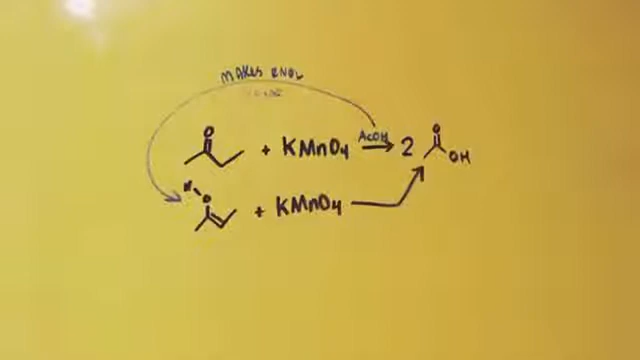 MAKES ENOL
O + KMnO4 AcOH 2 O OH
H O + KMnO4